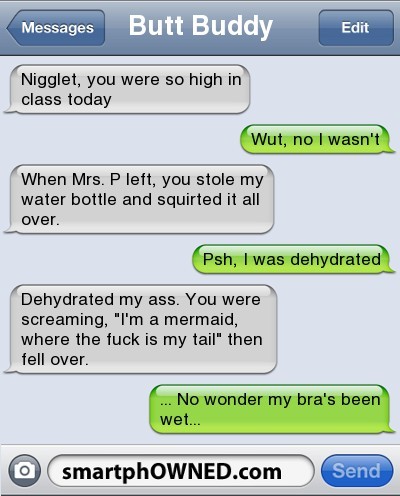 Messages
Butt Buddy
Edit
Nigglet, you were so high in
class today
Wut, no I wasn't
When Mrs. P left, you stole my
water bottle and squirted it all
over.
Psh, I was dehydrated
Dehydrated my ass. You were
screaming, "I'm a mermaid,
where the fuck is my tail" then
fell over.
... No wonder my bra's been
wet...
smartphOWNED.com
Send